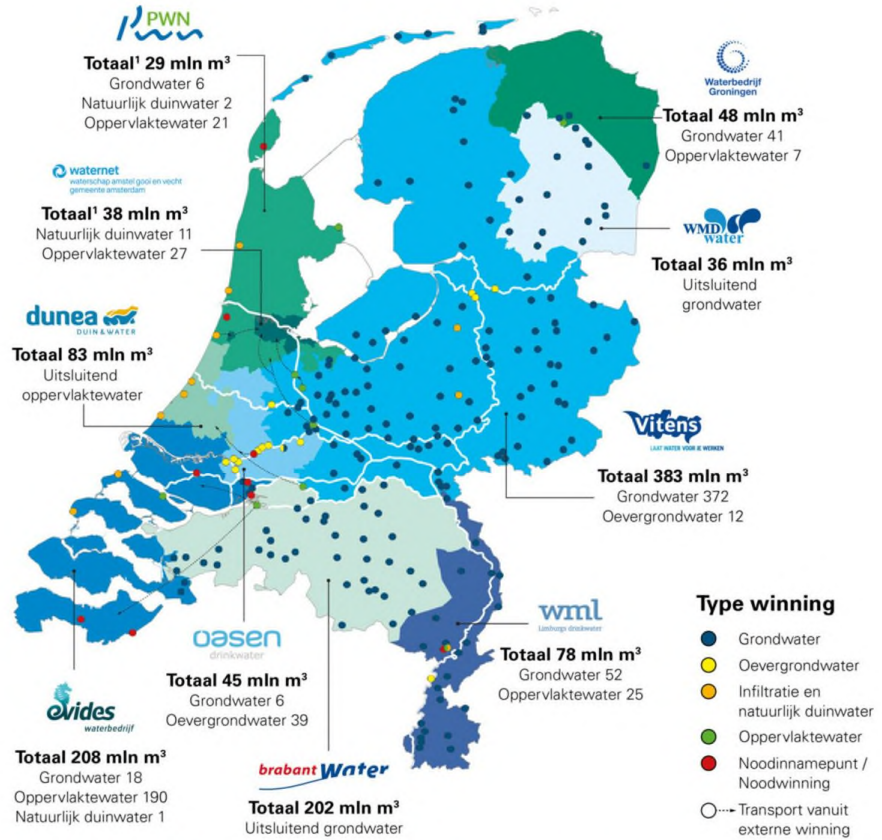 PWN
Totaal¹ 29 mln m³
Grondwater 6
Natuurlijk duinwater 2
Oppervlaktewater 21
waternet
waterschap amstel gooi en vecht
gemeente amsterdam
Totaal¹ 38 mln m³
Natuurlijk duinwater 11
Oppervlaktewater 27
dunea
DUIN & WATER
Totaal 83 mln m³
Uitsluitend
oppervlaktewater
Waterbedrijf
Groningen
Totaal 48 mln m³
Grondwater 41
Oppervlaktewater 7
WMD
water
Totaal 36 mln m³
Uitsluitend
grondwater
Vitens
LAAT WATER VOOR JE WERKEN
Totaal 383 mln m³
Grondwater 372
Oevergrondwater 12
evides
waterbedrijf
Totaal 208 mln m³
Grondwater 18
Oppervlaktewater 190
Natuurlijk duinwater 1
oasen
drinkwater
Totaal 45 mln m³
Grondwater 6
Oevergrondwater 39
brabant Water
Totaal 202 mln m³
Uitsluitend grondwater
wml
Limburgs drinkwater
Totaal 78 mln m³
Grondwater 52
Oppervlaktewater 25
Type winning
Grondwater
Oevergrondwater
Infiltratie en
natuurlijk duinwater
Oppervlaktewater
Noodinnamepunt /
Noodwinning
Transport vanuit
externe winning